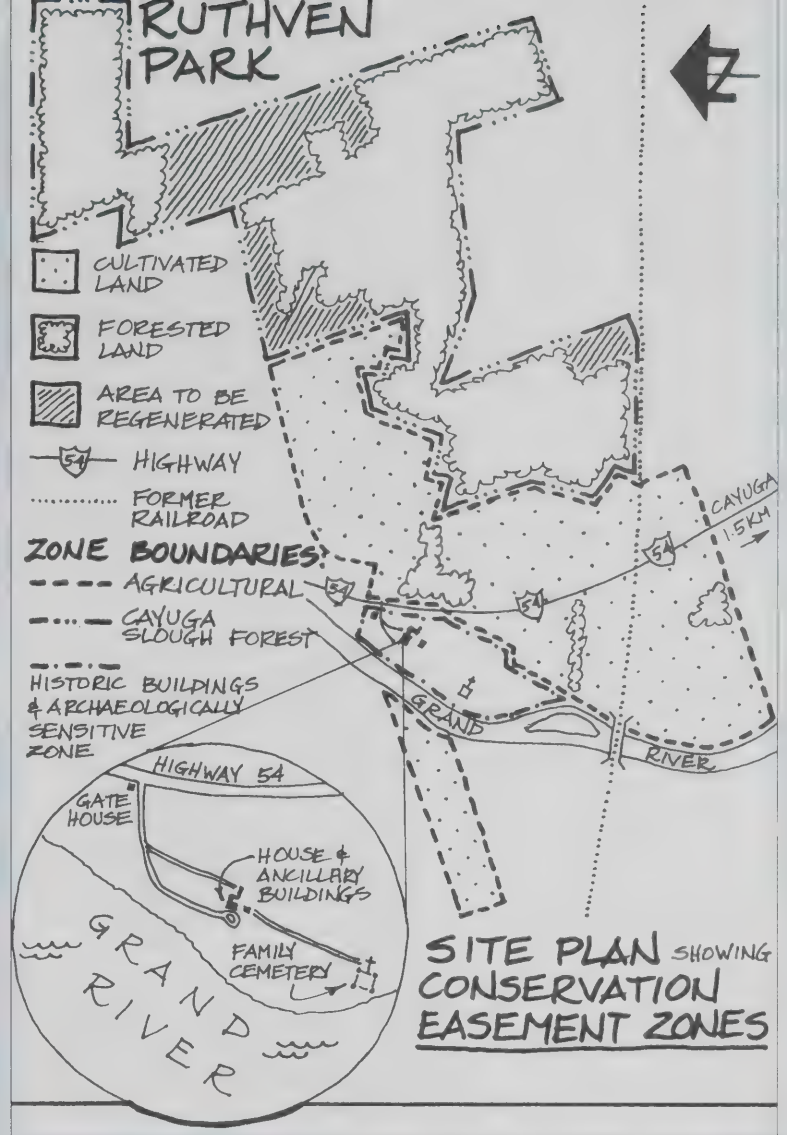 RUTHVEN
PARK
N
CULTIVATED
LAND
FORESTED
LAND
AREA TO BE
REGENERATED
54
HIGHWAY
FORMER
RAILROAD
ZONE BOUNDARIES
AGRICULTURAL
CAYUGA
SLOUGH FOREST
HISTORIC BUILDINGS
& ARCHAEOLOGICALLY
SENSITIVE
ZONE
54
54
54
CAYUGA
1.5KM
GRAND
RIVER
HIGHWAY 54
GATE
HOUSE
HOUSE &
ANCILLARY
BUILDINGS
FAMILY
CEMETERY
GRAND
RIVER
SITE PLAN SHOWING
CONSERVATION
EASEMENT ZONES